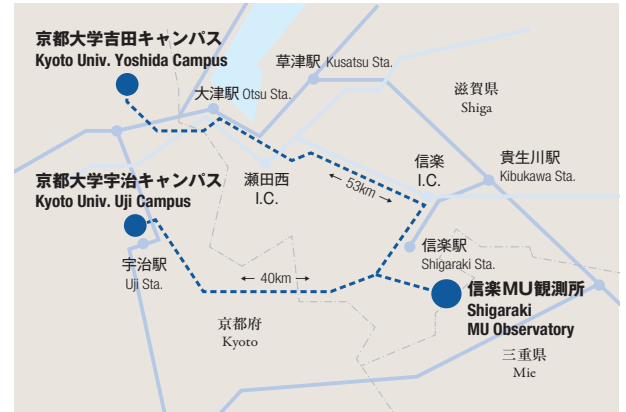 京都大学吉田キャンパス
Kyoto Univ. Yoshida Campus
草津駅 Kusatsu Sta.
大津駅 Otsu Sta.
滋賀県
Shiga
京都大学宇治キャンパス
Kyoto Univ. Uji Campus
瀬田西
I.C.
← 53km →
信楽
I.C.
貴生川駅
Kibukawa Sta.
宇治駅
Uji Sta.
← 40km →
信楽駅
Shigaraki Sta.
信楽MU観測所
Shigaraki
MU Observatory
京都府
Kyoto
三重県
Mie